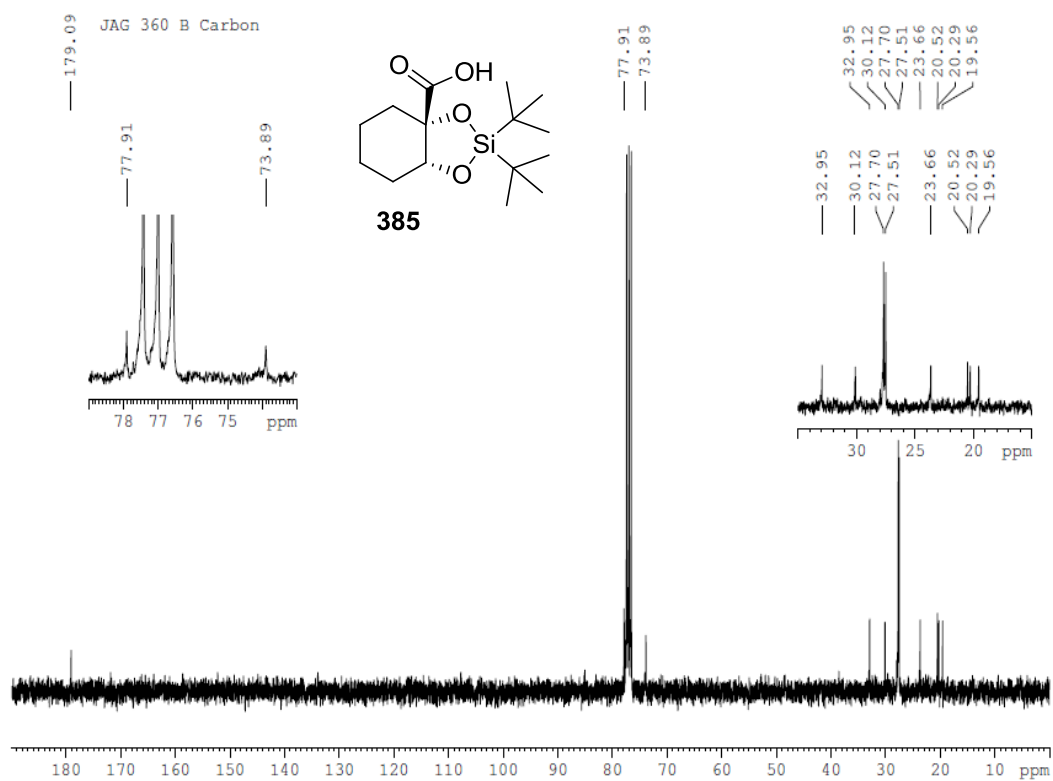 JAG 360 B Carbon
179.09
77.91
73.89
32.95
30.12
27.70
27.51
23.66
20.52
20.29
19.56
77.91
73.89
78 77 76 75 ppm
O
OH
O
Si
O
385
32.95
30.12
27.70
27.51
23.66
20.52
20.29
19.56
30 25 20 ppm
180 170 160 150 140 130 120 110 100 90 80 70 60 50 40 30 20 10 ppm